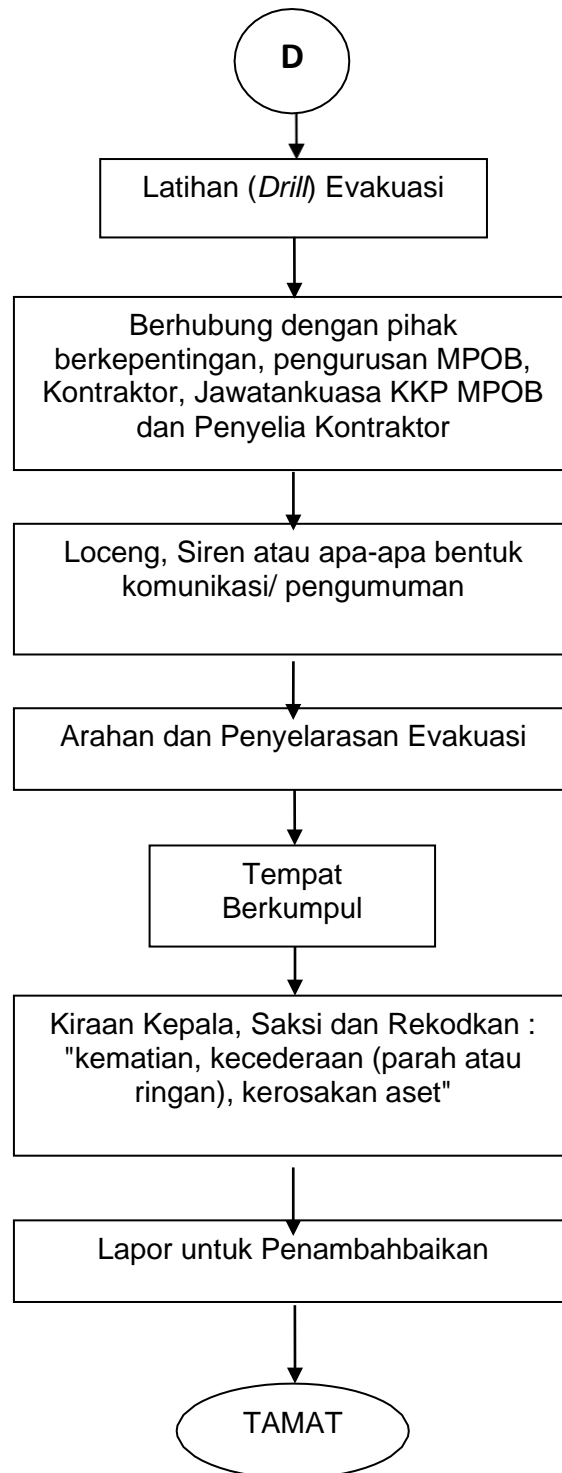 D
Latihan (Drill) Evakuasi
Berhubung dengan pihak
berkepentingan, pengurusan MPOB,
Kontraktor, Jawatankuasa KKP MPOB
dan Penyelia Kontraktor
Loceng, Siren atau apa-apa bentuk
komunikasi/ pengumuman
Arahan dan Penyelarasan Evakuasi
Tempat
Berkumpul
Kiraan Kepala, Saksi dan Rekodkan :
"kematian, kecederaan (parah atau
ringan), kerosakan aset"
Lapor untuk Penambahbaikan
TAMAT